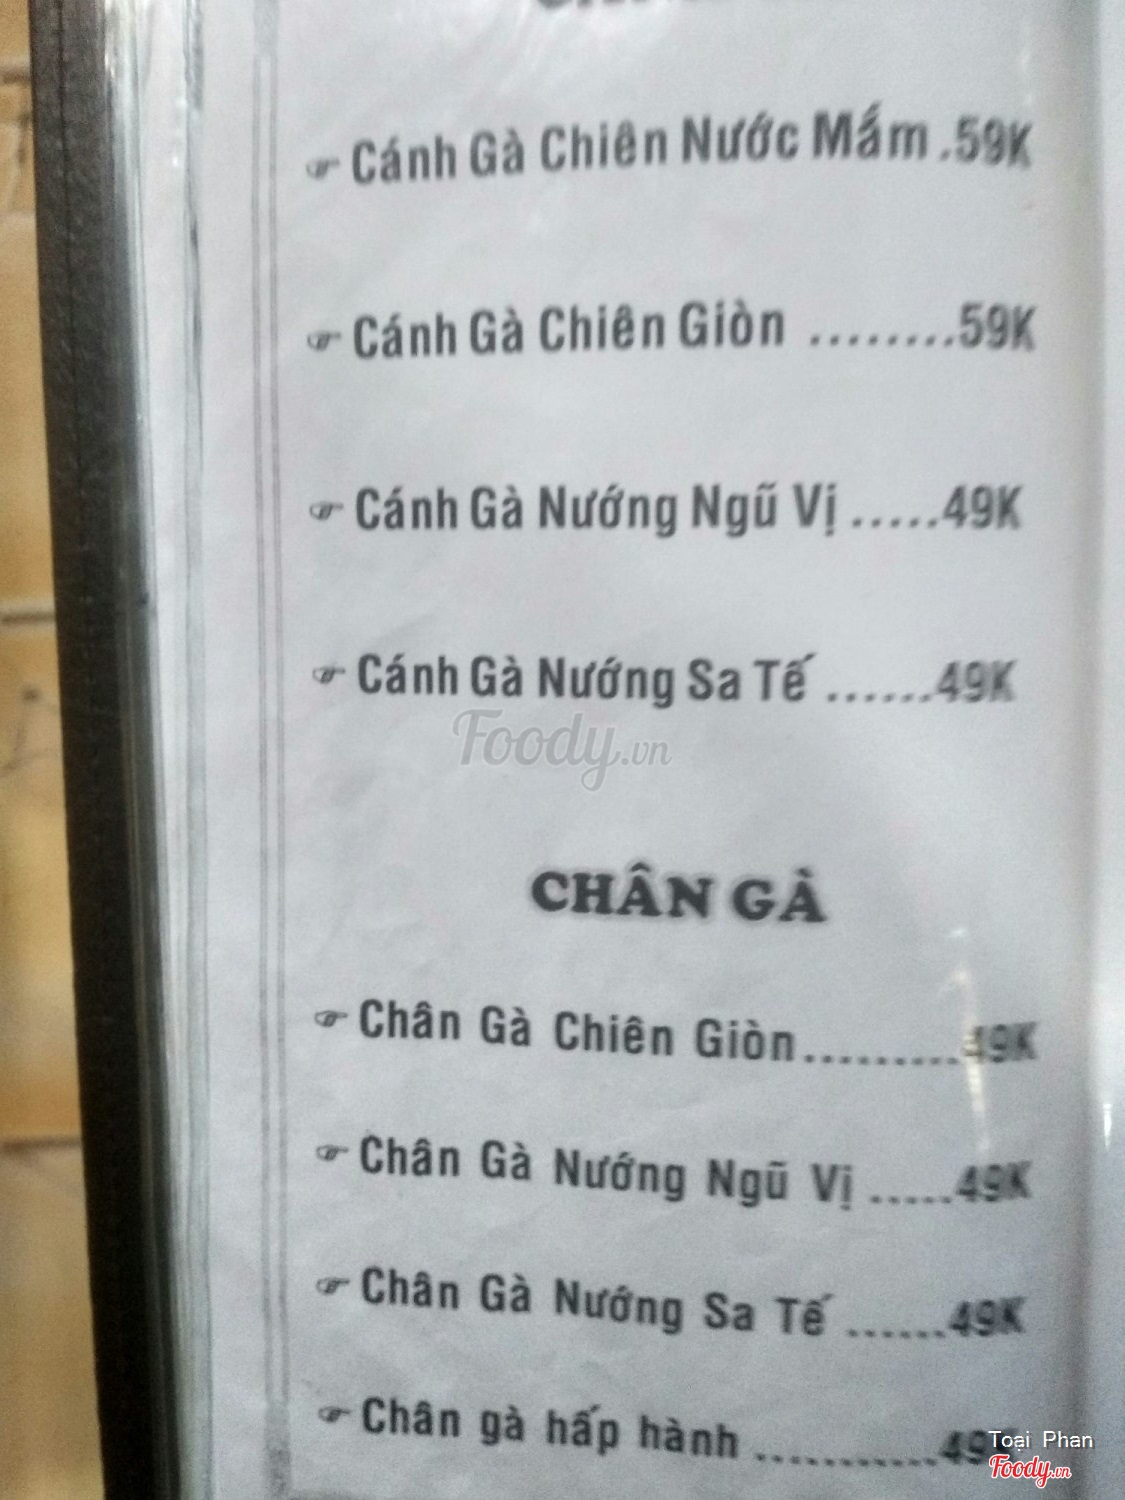 Cánh Gà Chiên Nước Mắm .59K
Cánh Gà Chiên Giòn ........59K
Cánh Gà Nướng Ngũ Vị .....49K
Cánh Gà Nướng Sa Tế ......49K
Foody.vn
CHÂN GÀ
Chân Gà Chiên Giòn.........49K
Chân Gà Nướng Ngũ Vị .....49K
Chân Gà Nướng Sa Tế ......49K
Chân gà hấp hành ...........49
Toại Phan
Foody.vn